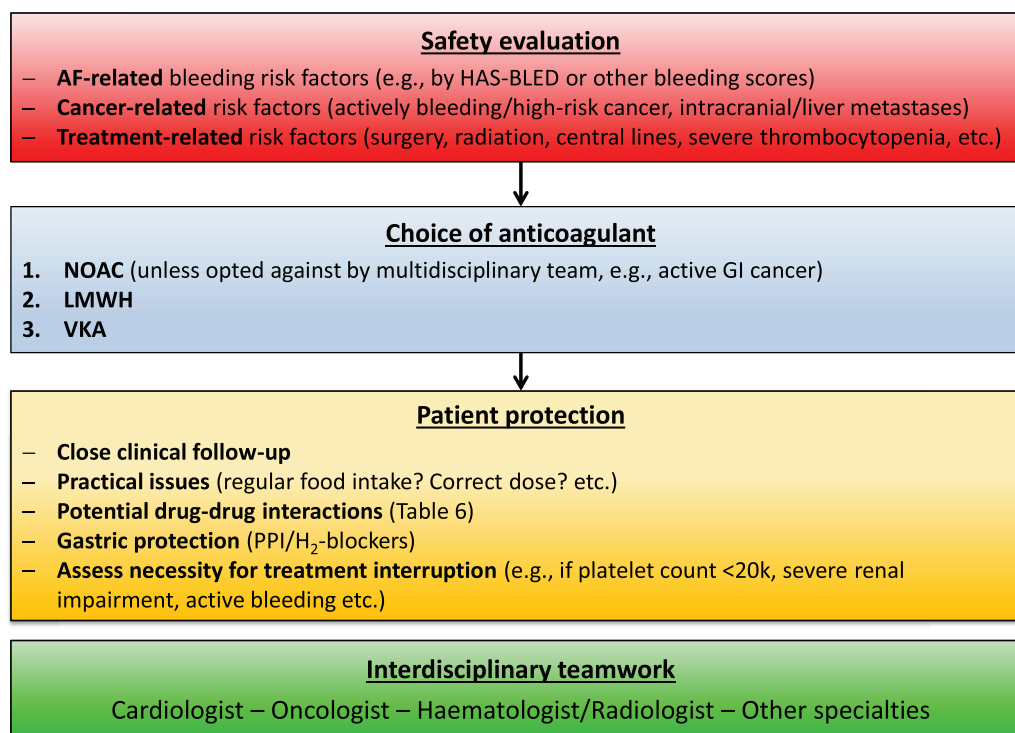 Safety evaluation
– AF-related bleeding risk factors (e.g., by HAS-BLED or other bleeding scores)
– Cancer-related risk factors (actively bleeding/high-risk cancer, intracranial/liver metastases)
– Treatment-related risk factors (surgery, radiation, central lines, severe thrombocytopenia, etc.)
Choice of anticoagulant
1. NOAC (unless opted against by multidisciplinary team, e.g., active GI cancer)
2. LMWH
3. VKA
Patient protection
– Close clinical follow-up
– Practical issues (regular food intake? Correct dose? etc.)
– Potential drug-drug interactions (Table 6)
– Gastric protection (PPI/H₂-blockers)
– Assess necessity for treatment interruption (e.g., if platelet count <20k, severe renal
impairment, active bleeding etc.)
Interdisciplinary teamwork
Cardiologist – Oncologist – Haematologist/Radiologist – Other specialties